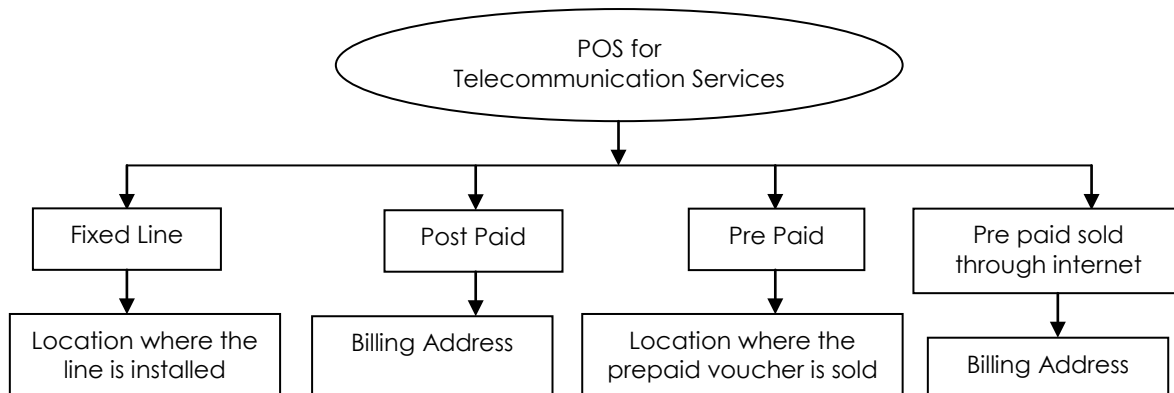 POS for
Telecommunication Services
Fixed Line
Post Paid
Pre Paid
Pre paid sold
through internet
Location where the
line is installed
Billing Address
Location where the
prepaid voucher is sold
Billing Address